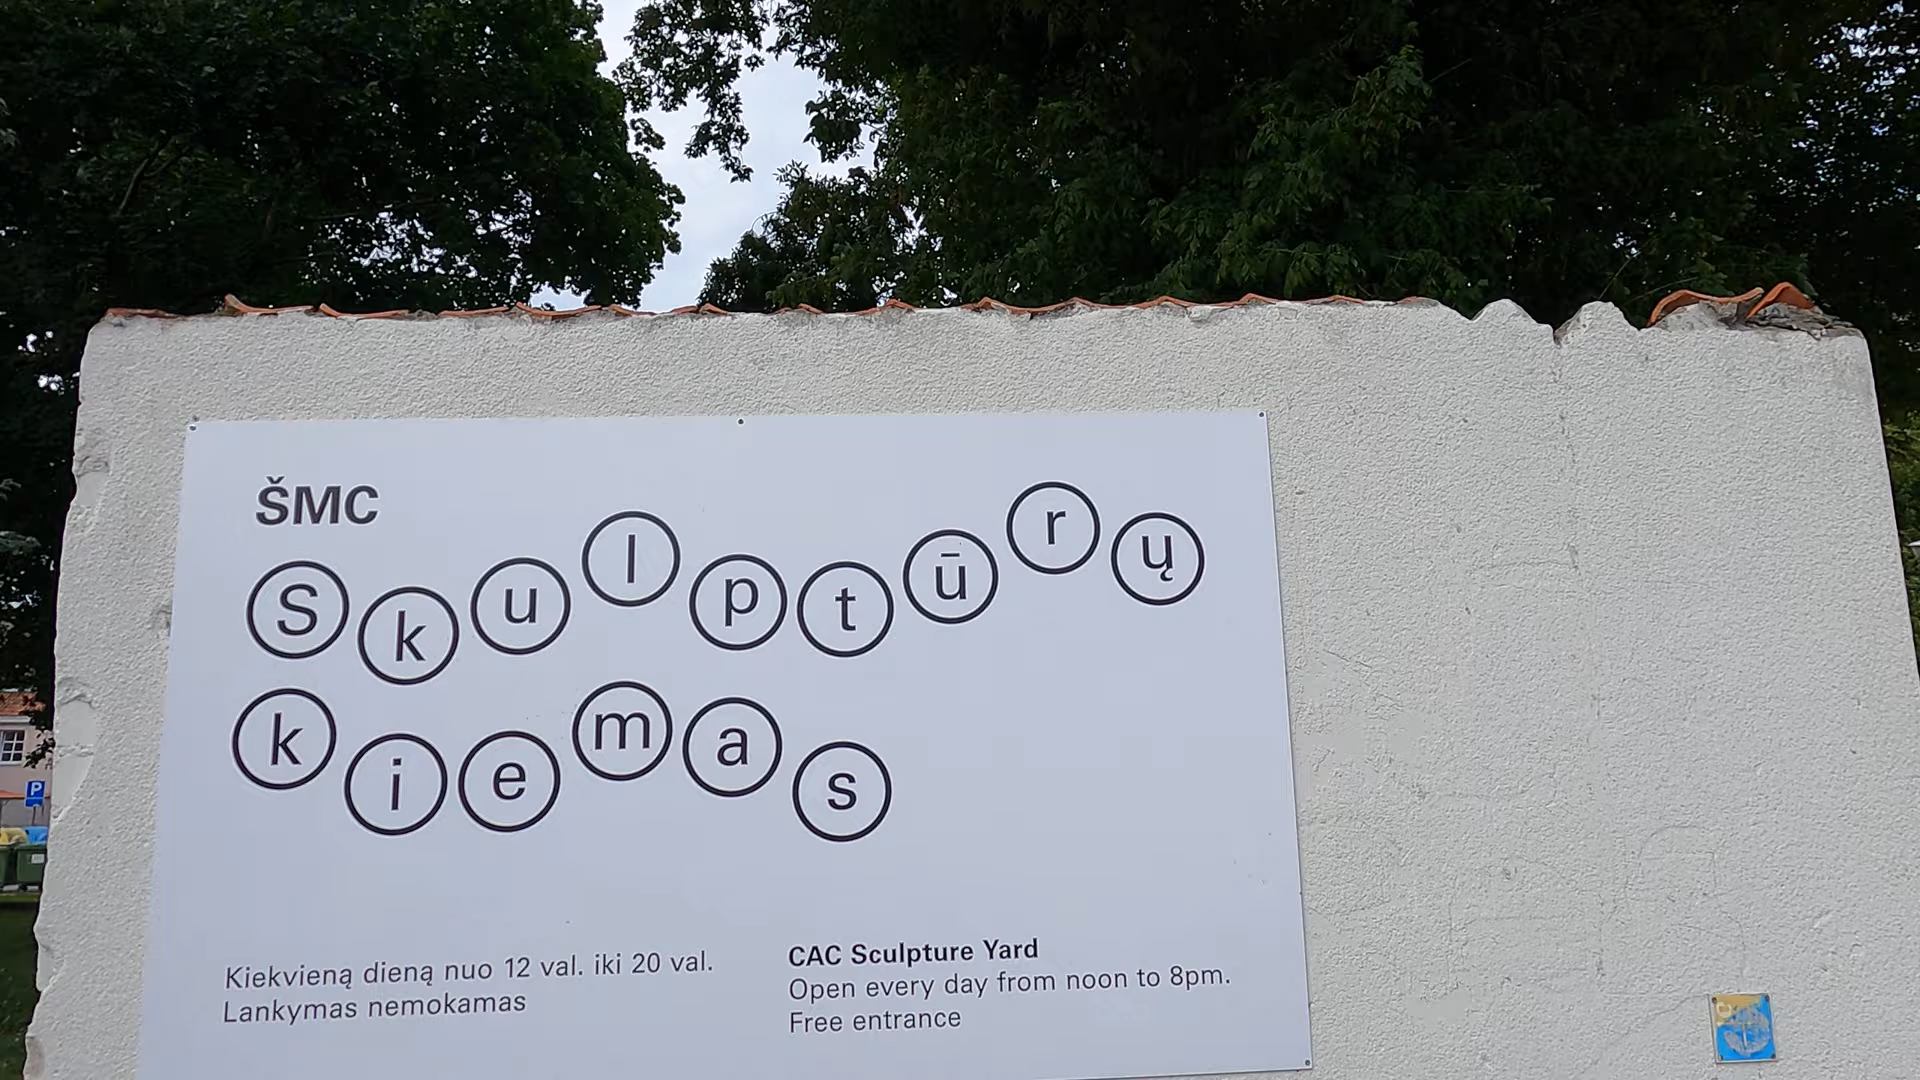 ŠMC
Skulptūrų
kiemas
Kiekvieną dieną nuo 12 val. iki 20 val.
Lankymas nemokamas
CAC Sculpture Yard
Open every day from noon to 8pm.
Free entrance
P